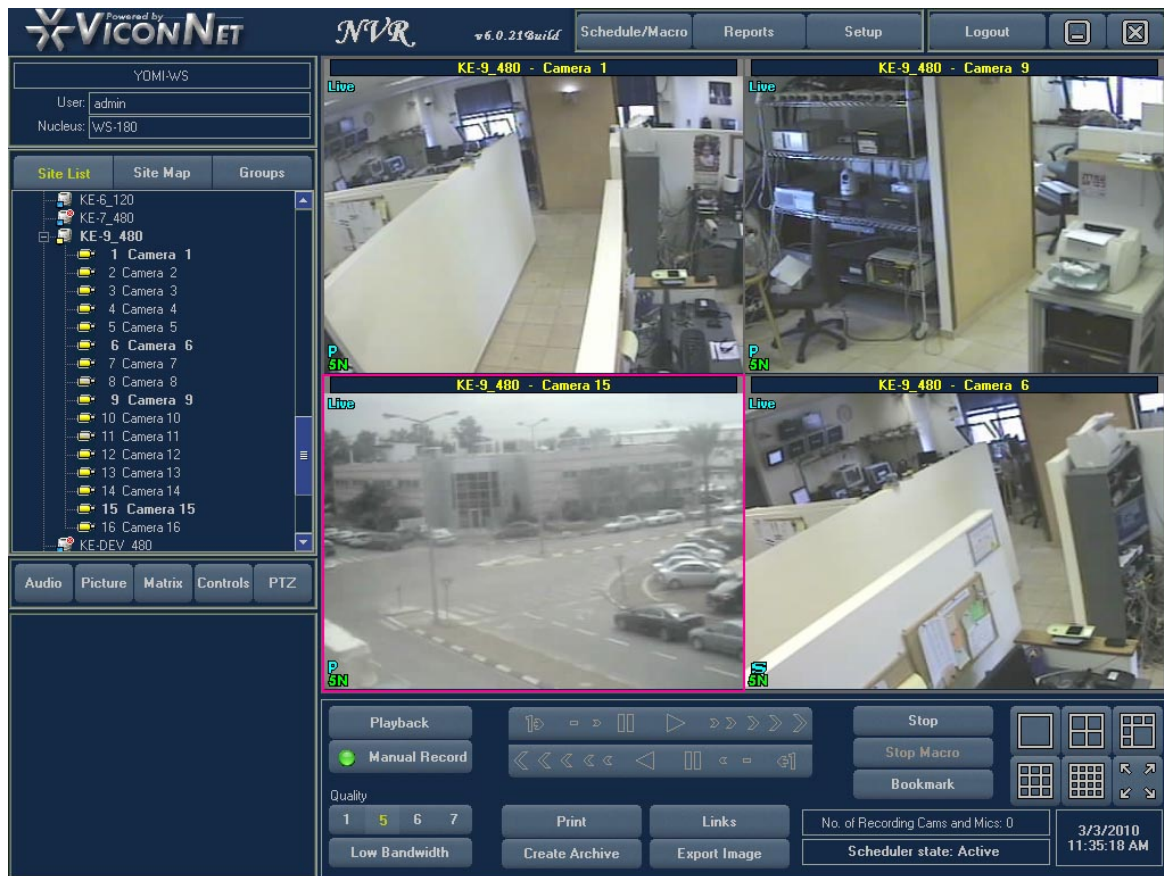 Powered by
VICONNET
NVR
v6.0.21Build
Schedule/Macro
Reports
Setup
Logout
YOMI-WS
User: admin
Nucleus: WS-180
Site List
Site Map
Groups
KE-6_120
KE-7_480
KE-9_480
1 Camera 1
2 Camera 2
3 Camera 3
4 Camera 4
5 Camera 5
6 Camera 6
7 Camera 7
8 Camera 8
9 Camera 9
10 Camera 10
11 Camera 11
12 Camera 12
13 Camera 13
14 Camera 14
15 Camera 15
16 Camera 16
KE-DEV_480
Audio
Picture
Matrix
Controls
PTZ
KE-9_480 - Camera 1
Live
P
5N
KE-9_480 - Camera 9
Live
P
5N
KE-9_480 - Camera 15
Live
P
5N
KE-9_480 - Camera 6
Live
S
5N
Playback
Manual Record
Quality
1 5 6 7
Low Bandwidth
Print
Links
Create Archive
Export Image
Stop
Stop Macro
Bookmark
No. of Recording Cams and Mics: 0
Scheduler state: Active
3/3/2010
11:35:18 AM